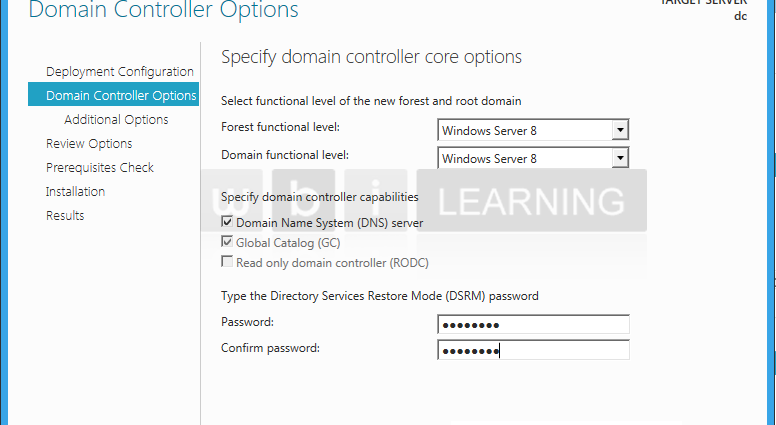 Domain Controller Options
TARGET SERVER
dc
Deployment Configuration
Domain Controller Options
Additional Options
Review Options
Prerequisites Check
Installation
Results
Specify domain controller core options
Select functional level of the new forest and root domain
Forest functional level: Windows Server 8
Domain functional level: Windows Server 8
Specify domain controller capabilities
Domain Name System (DNS) server
Global Catalog (GC)
Read only domain controller (RODC)
wbi LEARNING
Type the Directory Services Restore Mode (DSRM) password
Password: ●●●●●●●●
Confirm password: ●●●●●●●●